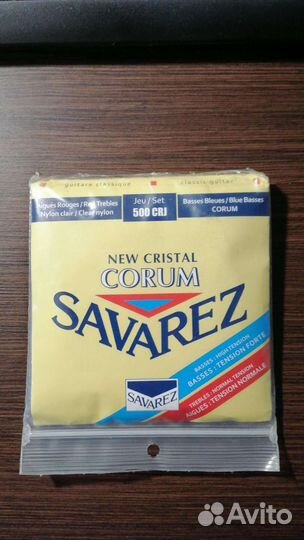 guitare classique
classic guitar
Aigués Rouges / Red Trebles
Nylon clair / Clear nylon
Jeu / Set
500 CRJ
Basses Bleues / Blue Basses
CORUM
NEW CRISTAL
CORUM
SAVAREZ
BASSES : HIGH TENSION
BASSES : TENSION FORTE
TREBLES : NORMAL TENSION
AIGUES : TENSION NORMALE
SAVAREZ
Avito